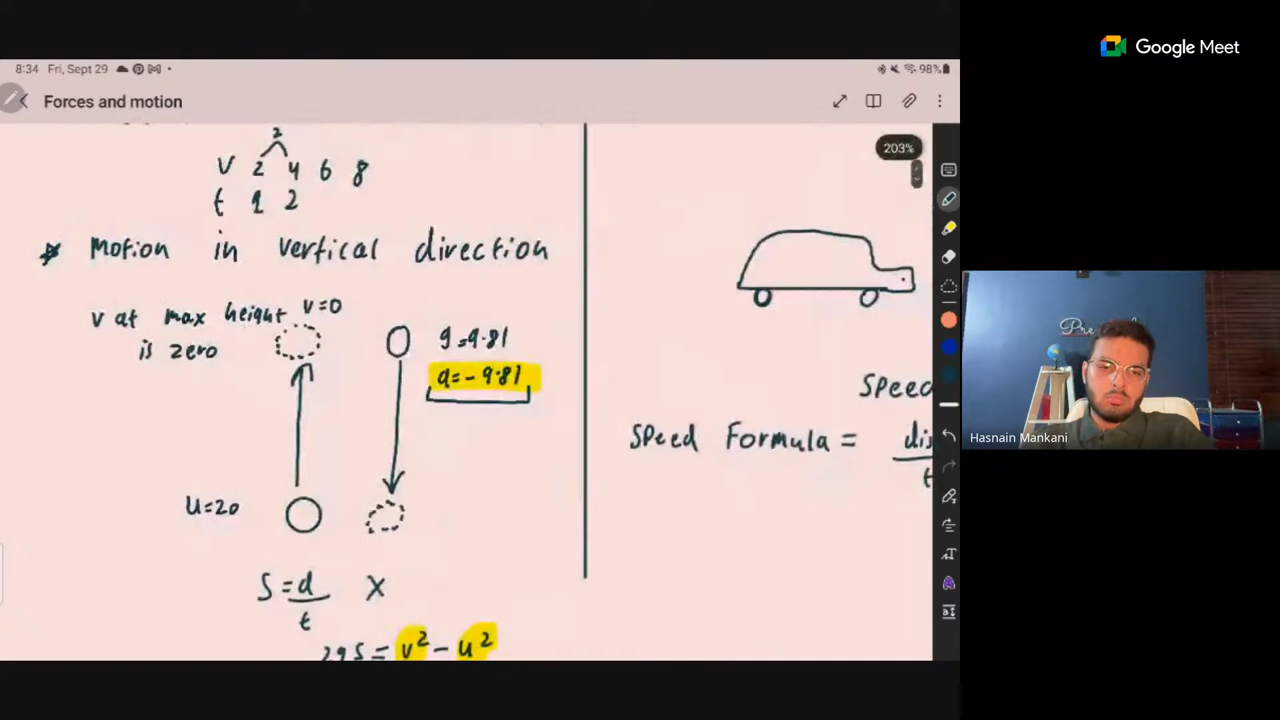 Google Meet
8:34 Fri, Sept 29
98%
Forces and motion
203%
2
V 2 4 6 8
t 1 2
Motion in vertical direction
v at max height v=0
is zero
g=9.81
a=-9.81
u=20
S=d/t X
2as = v² - u²
Speed
Speed Formula = dis
t
Hasnain Mankani